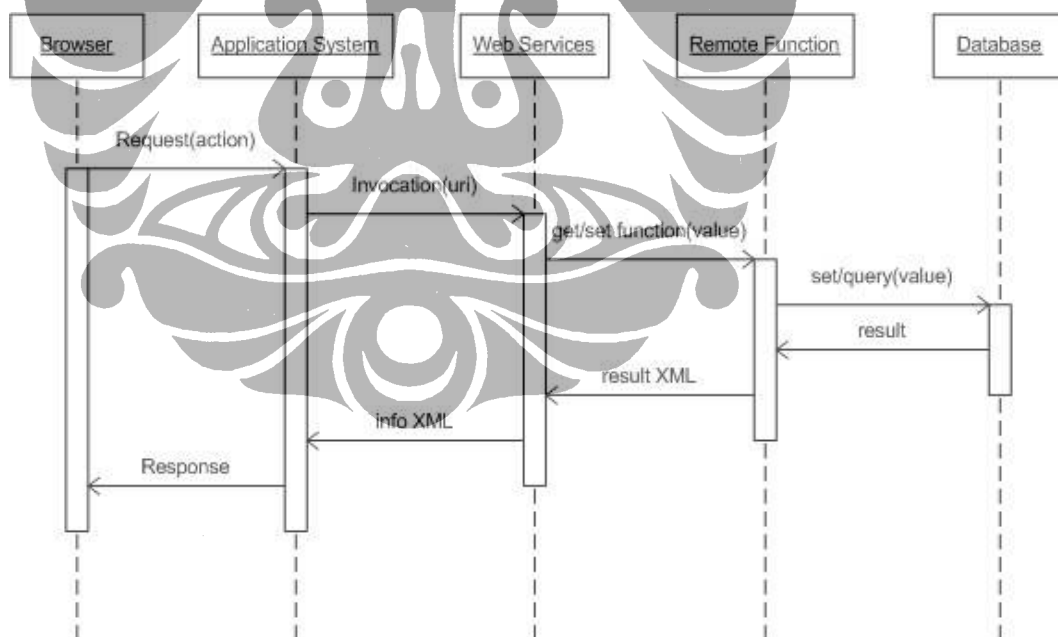 Browser
Application System
Web Services
Remote Function
Database
Request(action)
Invocation(uri)
get/set function(value)
set/query(value)
result
result XML
info XML
Response